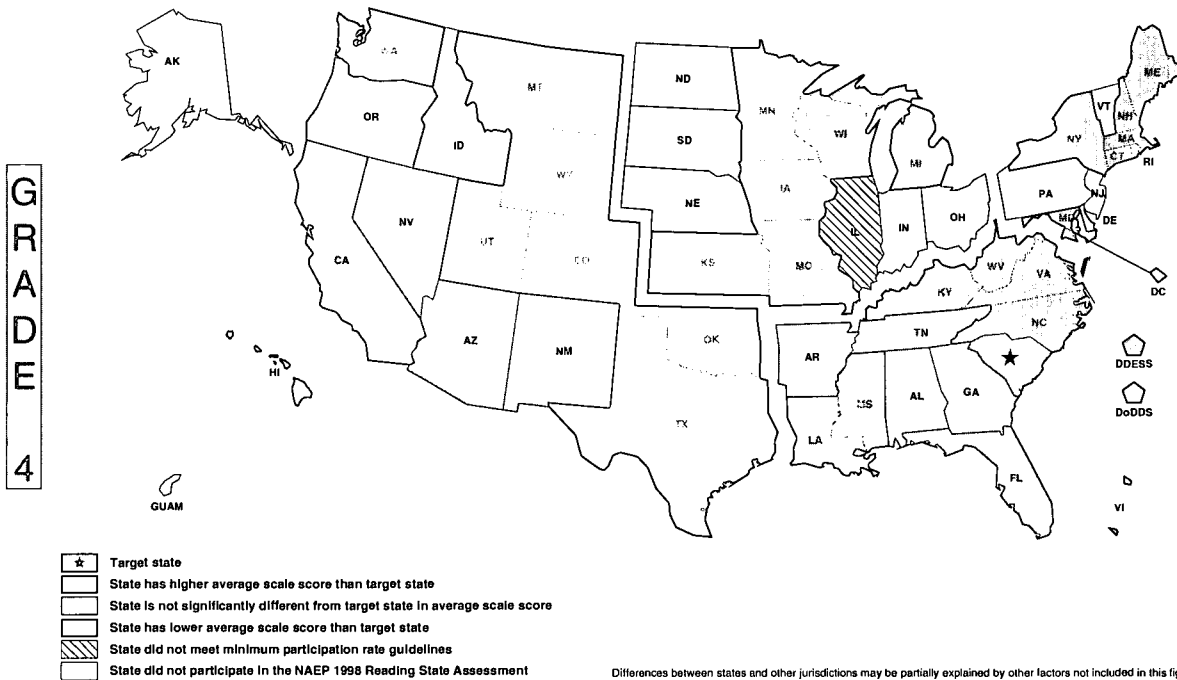 GRADE 4
AK
WA
MT
ND
MN
ME
OR
ID
SD
WI
MI
NY
VT
NH
MA
CT
RI
WY
NE
IA
PA
NJ
NV
UT
CO
KS
MO
IL
IN
OH
MD
DE
CA
WV
VA
KY
DC
AZ
NM
OK
AR
TN
NC
HI
TX
LA
MS
AL
GA
FL
DDESS
DoDDS
GUAM
VI
Target state
State has higher average scale score than target state
State is not significantly different from target state in average scale score
State has lower average scale score than target state
State did not meet minimum participation rate guidelines
State did not participate in the NAEP 1998 Reading State Assessment
Differences between states and other jurisdictions may be partially explained by other factors not included in this